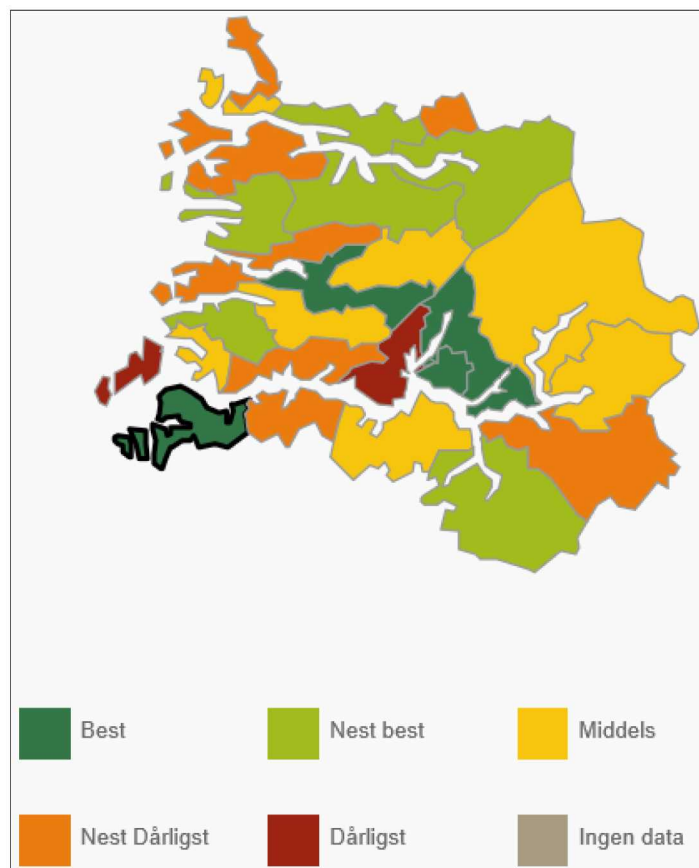 Best
Nest best
Middels
Nest Dårligst
Dårligst
Ingen data